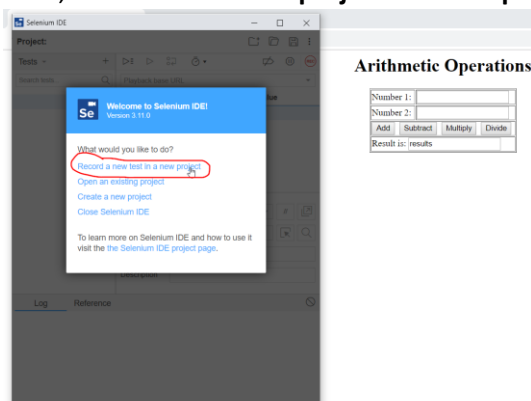 Selenium IDE
Project:
Tests
Search tests
Playback base URL
Arithmetic Operations
Number 1:
Number 2:
Add Subtract Multiply Divide
Result is: results
Se
Welcome to Selenium IDE!
Version 3.11.0
What would you like to do?
Record a new test in a new project
Open an existing project
Create a new project
Close Selenium IDE
To learn more on Selenium IDE and how to use it
visit the the Selenium IDE project page.
Description
Log Reference